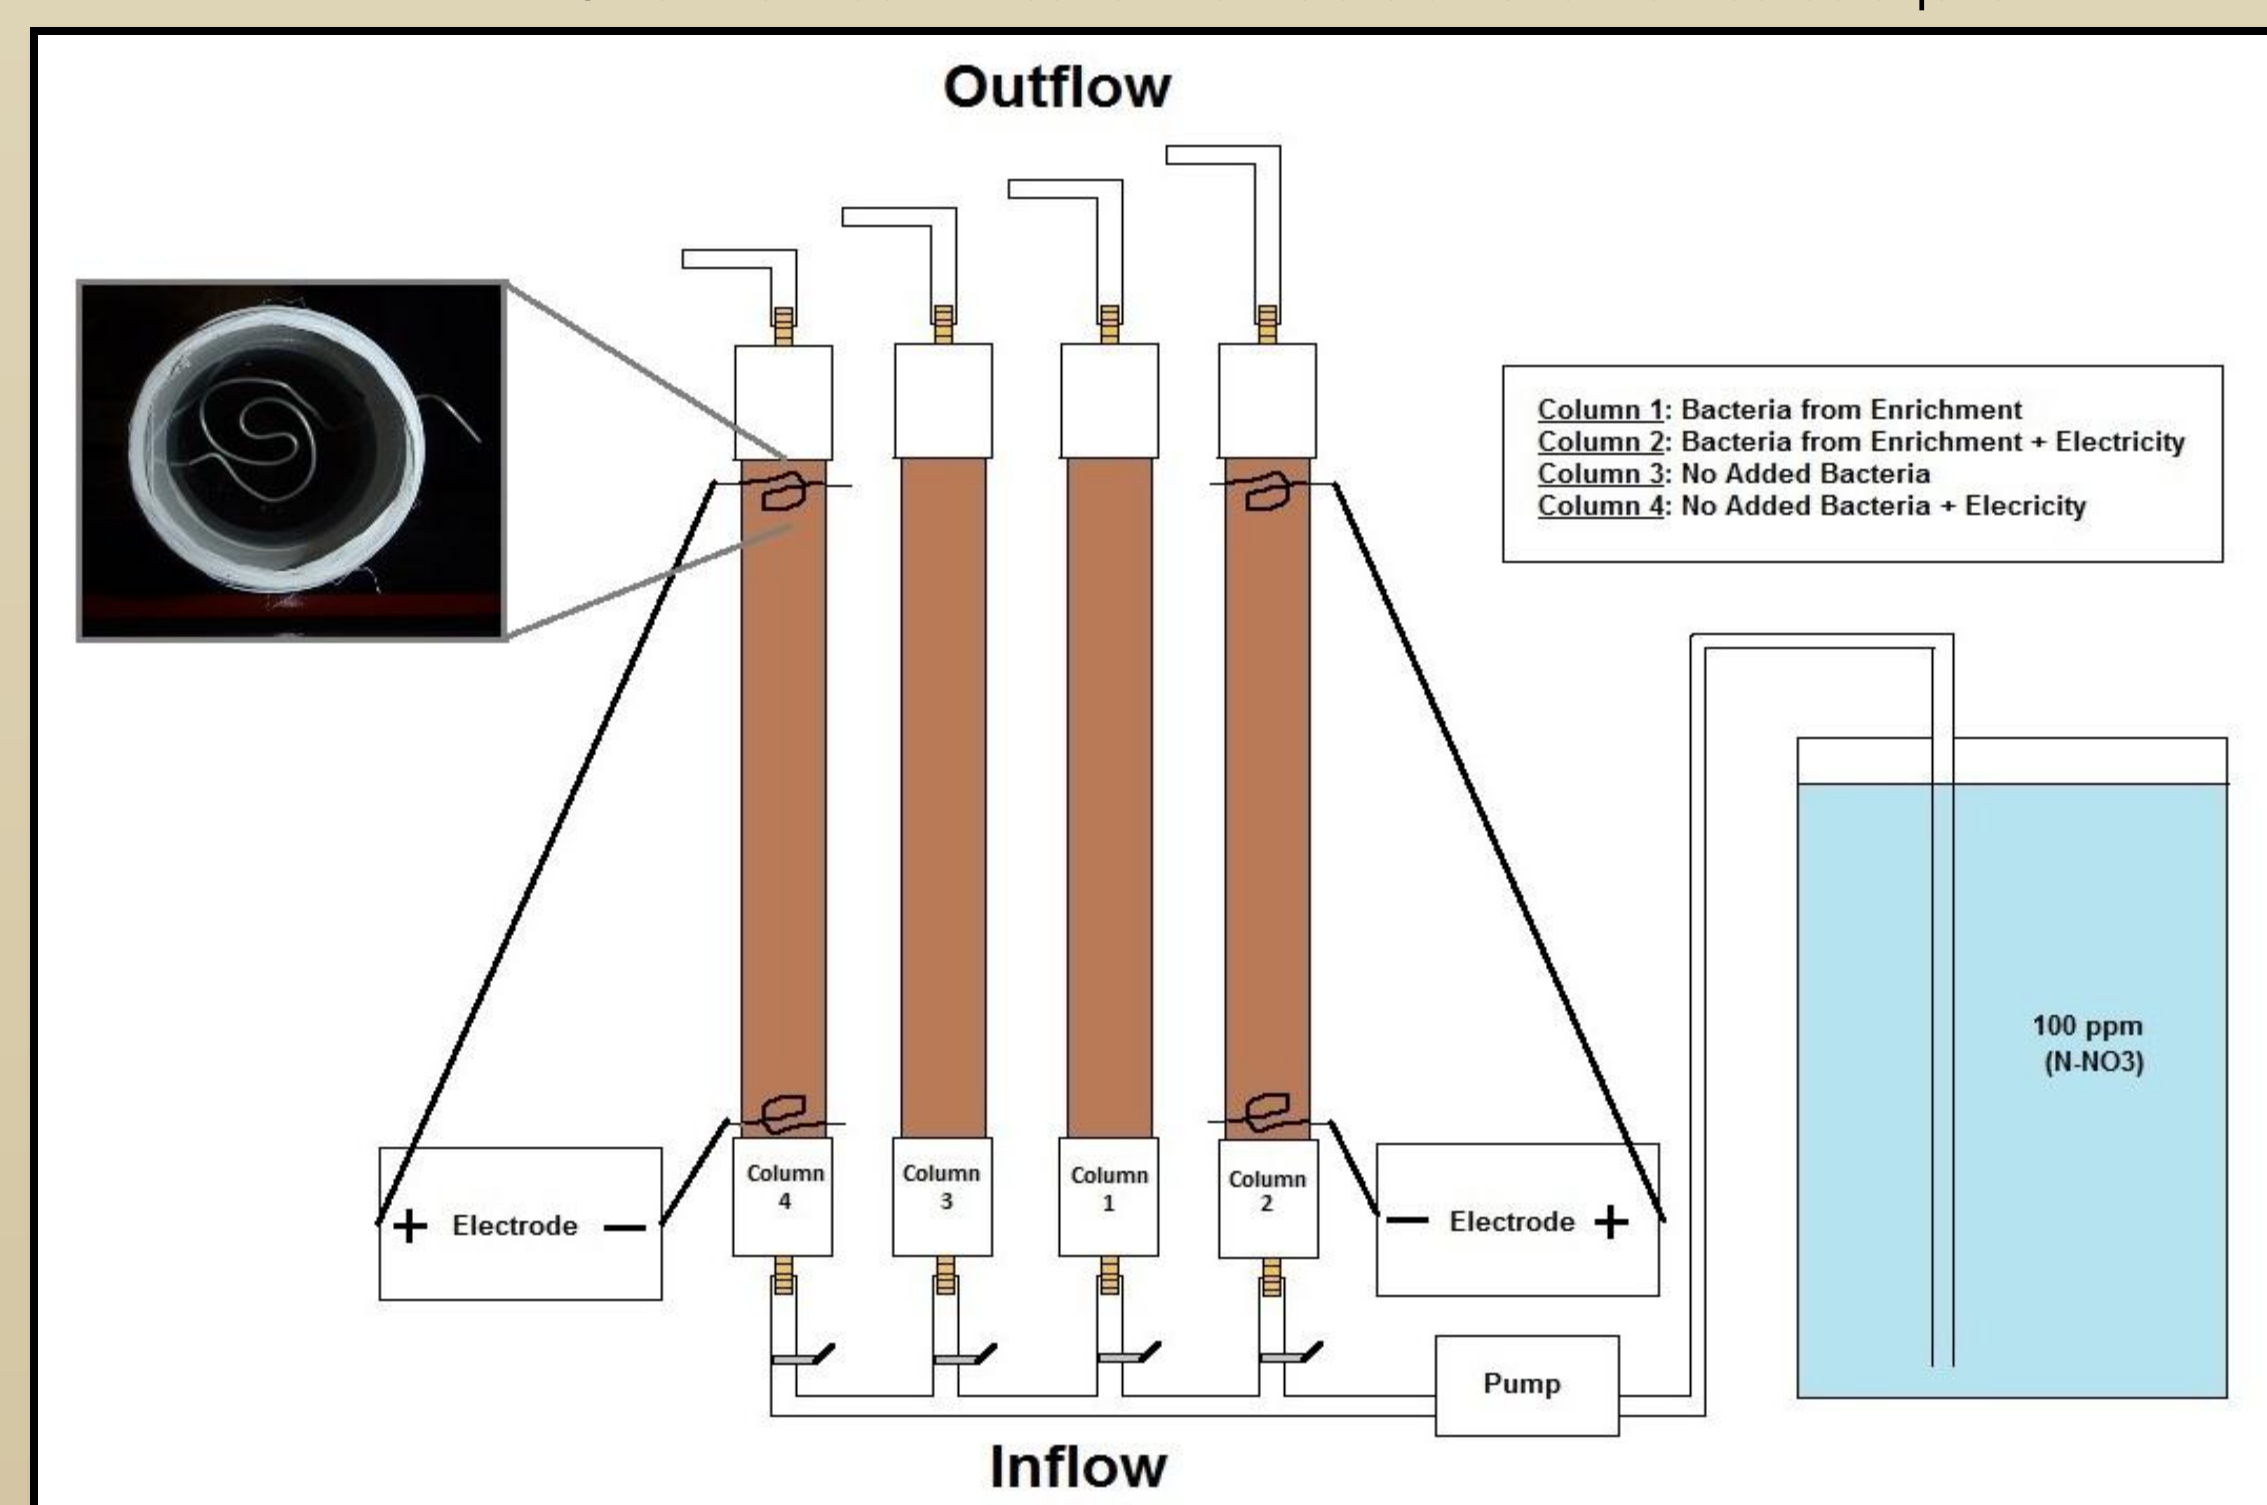 Outflow
Column 1: Bacteria from Enrichment
Column 2: Bacteria from Enrichment + Electricity
Column 3: No Added Bacteria
Column 4: No Added Bacteria + Elecricity
100 ppm
(N-NO3)
Column
4
Column
3
Column
1
Column
2
+ Electrode —
— Electrode +
Pump
Inflow